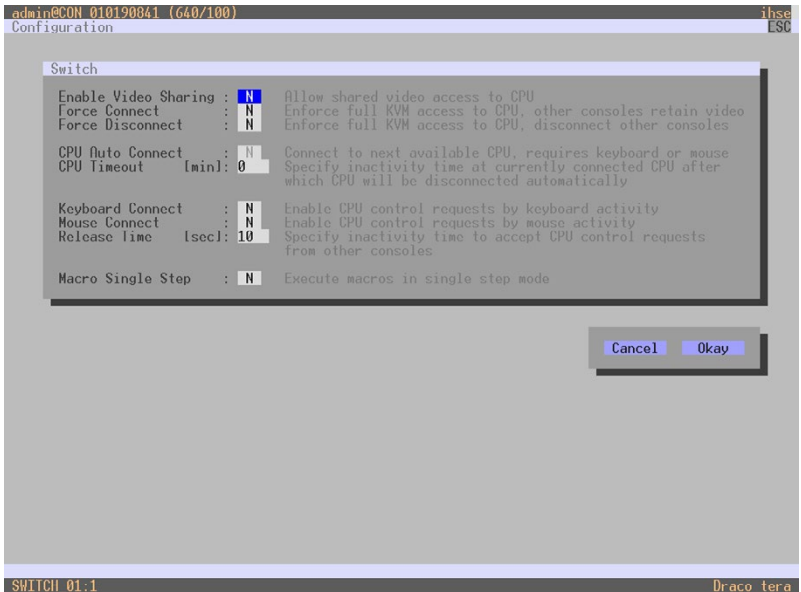 admin@CON 010190841 (640/100) ihse
Configuration ESC
Switch
Enable Video Sharing : N Allow shared video access to CPU
Force Connect : N Enforce full KVM access to CPU, other consoles retain video
Force Disconnect : N Enforce full KVM access to CPU, disconnect other consoles
CPU Auto Connect : N Connect to next available CPU, requires keyboard or mouse
CPU Timeout [min]: 0 Specify inactivity time at currently connected CPU after
which CPU will be disconnected automatically
Keyboard Connect : N Enable CPU control requests by keyboard activity
Mouse Connect : N Enable CPU control requests by mouse activity
Release Time [sec]: 10 Specify inactivity time to accept CPU control requests
from other consoles
Macro Single Step : N Execute macros in single step mode
Cancel Okay
SWITCH 01:1 Draco tera